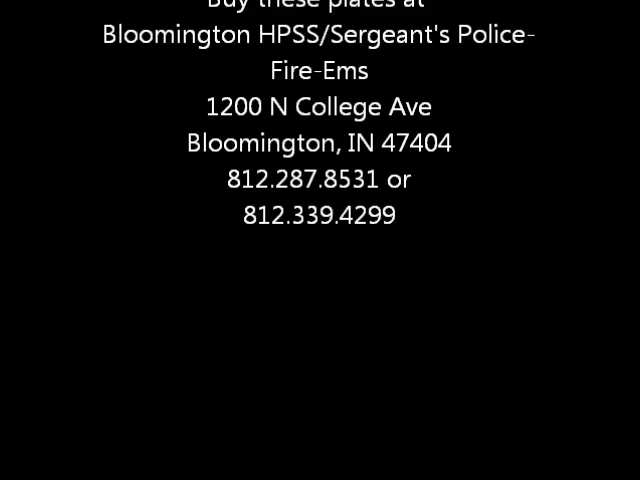 Buy these plates at
Bloomington HPSS/Sergeant's Police-
Fire-Ems
1200 N College Ave
Bloomington, IN 47404
812.287.8531 or
812.339.4299